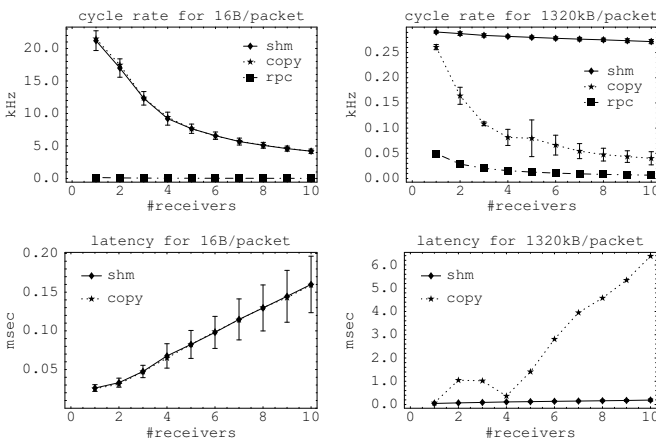 cycle rate for 16B/packet
20.0
15.0
10.0
5.0
0.0
kHz
shm
copy
rpc
0 2 4 6 8 10
#receivers
cycle rate for 1320kB/packet
0.25
0.20
0.15
0.10
0.05
0.00
kHz
shm
copy
rpc
0 2 4 6 8 10
#receivers
latency for 16B/packet
0.20
0.15
0.10
0.05
msec
shm
copy
0 2 4 6 8 10
#receivers
latency for 1320kB/packet
6.0
5.0
4.0
3.0
2.0
1.0
0.0
msec
shm
copy
0 2 4 6 8 10
#receivers